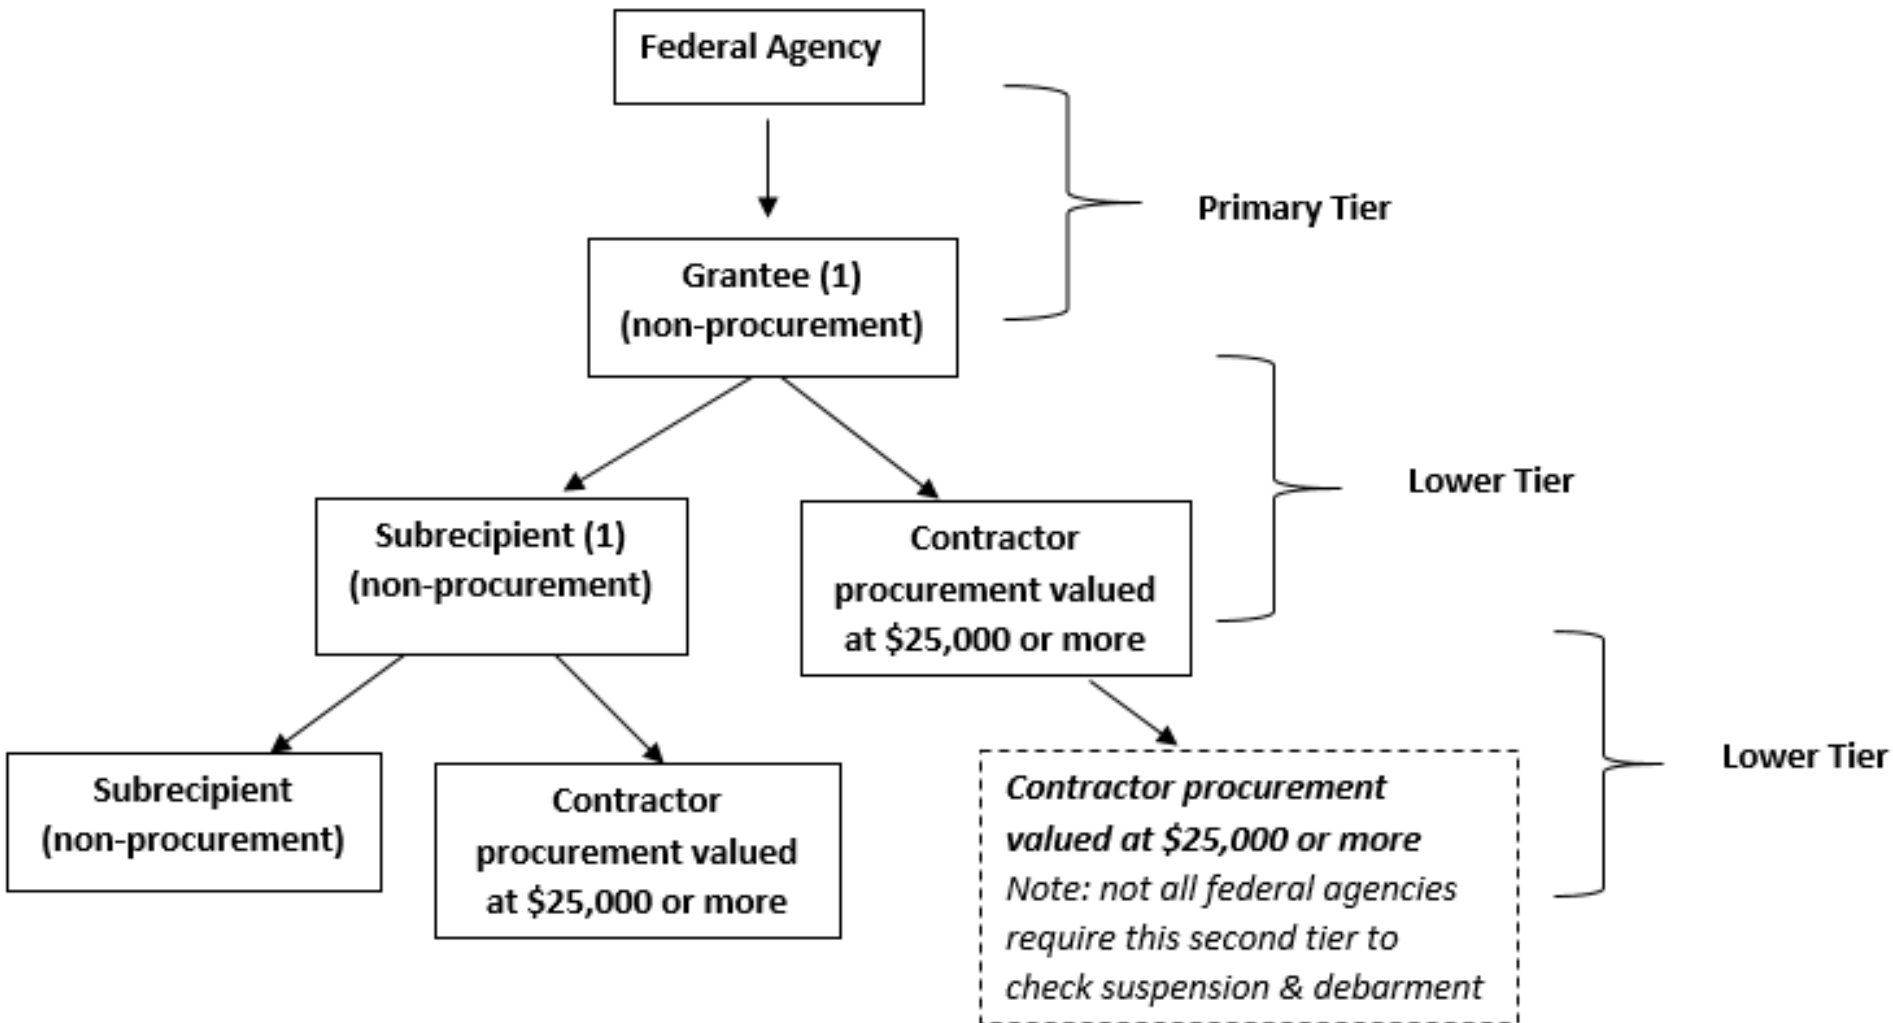 Federal Agency
Primary Tier
Grantee (1)
(non-procurement)
Lower Tier
Subrecipient (1)
(non-procurement)
Contractor
procurement valued
at $25,000 or more
Lower Tier
Subrecipient
(non-procurement)
Contractor
procurement valued
at $25,000 or more
Contractor procurement
valued at $25,000 or more
Note: not all federal agencies
require this second tier to
check suspension & debarment